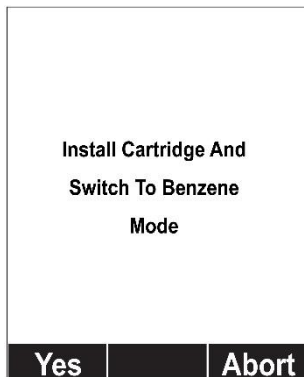 Install Cartridge And
Switch To Benzene
Mode
Yes Abort